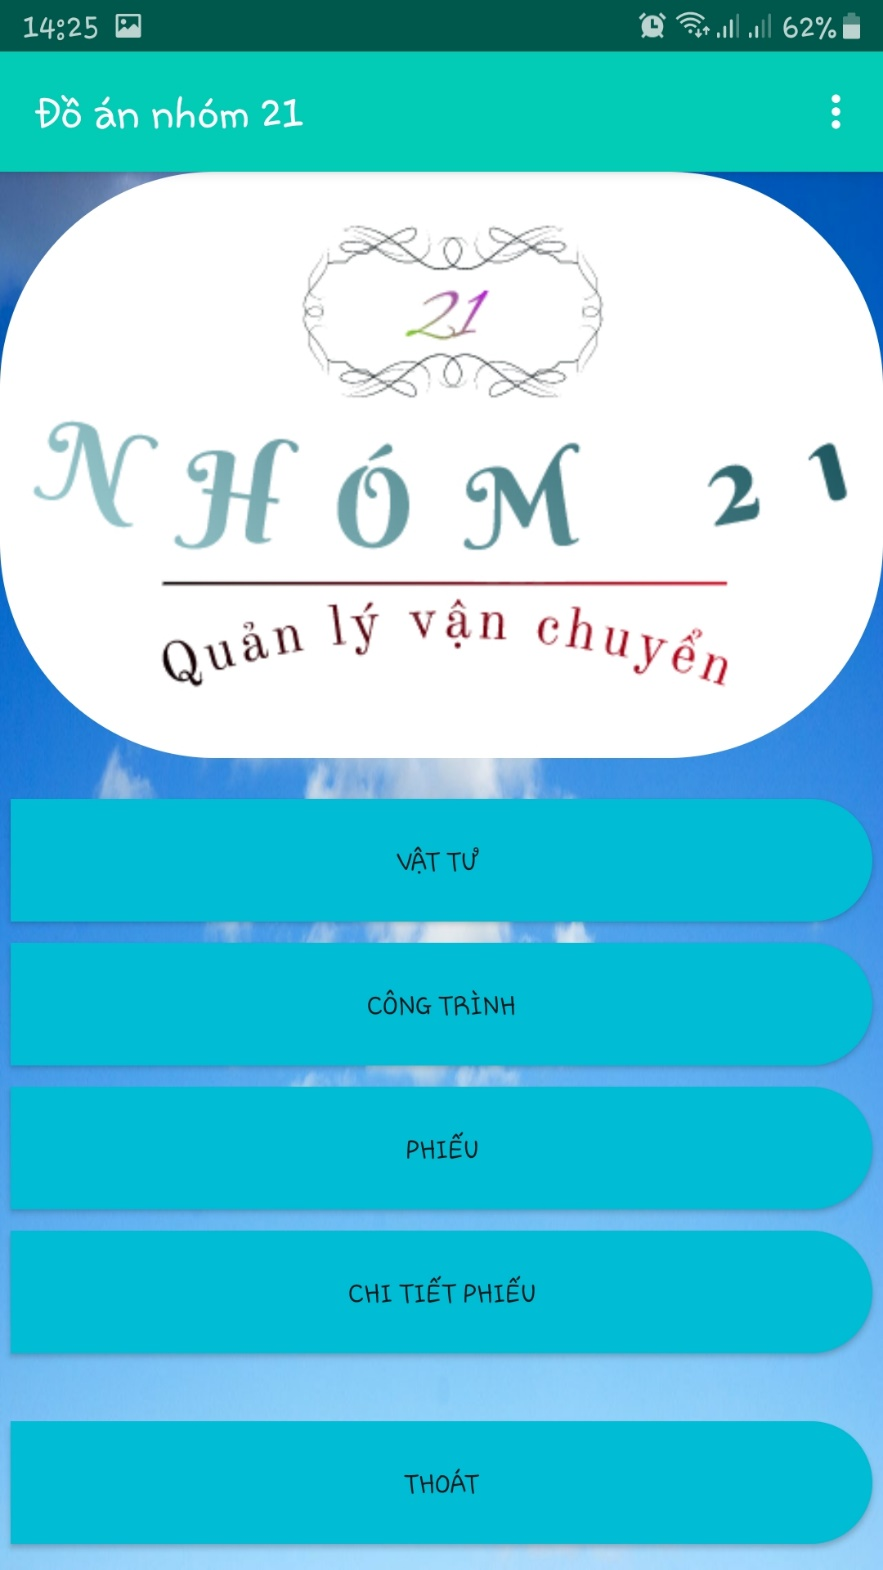 14:25 62%
Đồ án nhóm 21
21
NHÓM 21
Quản lý vận chuyển
VẬT TƯ
CÔNG TRÌNH
PHIẾU
CHI TIẾT PHIẾU
THOÁT